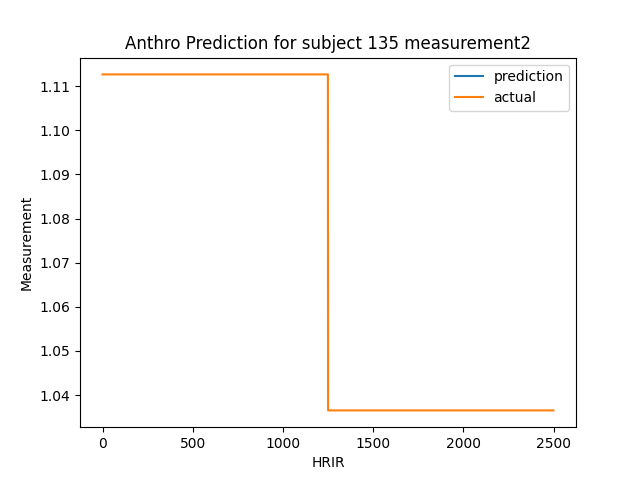 Anthro Prediction for subject 135 measurement2
prediction
actual
1.11
1.10
1.09
1.08
1.07
1.06
1.05
1.04
Measurement
0 500 1000 1500 2000 2500
HRIR